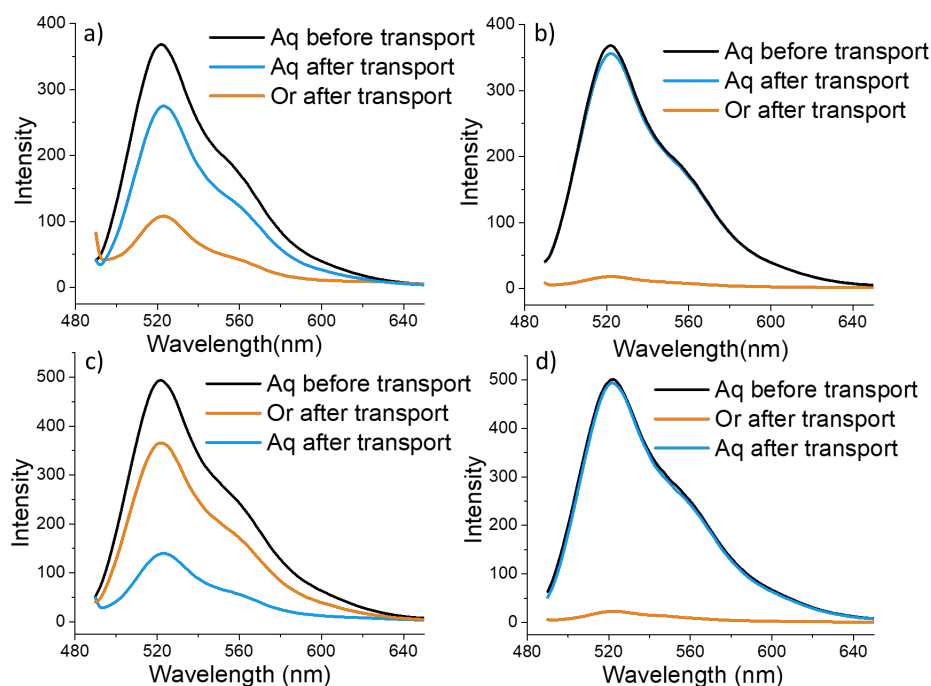 a)
Aq before transport
Aq after transport
Or after transport
Intensity
400
300
200
100
0
480 520 560 600 640
Wavelength(nm)
b)
Aq before transport
Aq after transport
Or after transport
Intensity
400
300
200
100
0
480 520 560 600 640
Wavelength(nm)
c)
Aq before transport
Or after transport
Aq after transport
Intensity
500
400
300
200
100
0
480 520 560 600 640
Wavelength (nm)
d)
Aq before transport
Or after transport
Aq after transport
Intensity
500
400
300
200
100
0
480 520 560 600 640
Wavelength (nm)